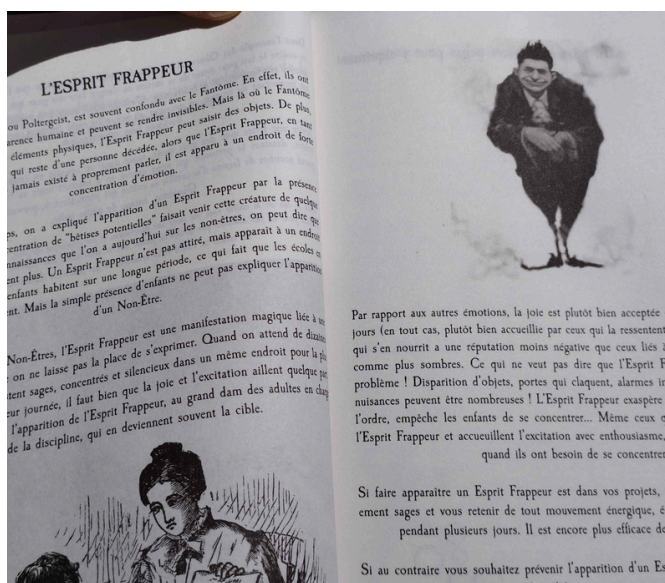 L'ESPRIT FRAPPEUR
ou Poltergeist, est souvent confondu avec le Fantôme. En effet, ils ont
arence humaine et peuvent se rendre invisibles. Mais là où le Fantôme
éléments physiques, l'Esprit Frappeur peut saisir des objets. De plus,
qui reste d'une personne décédée, alors que l'Esprit Frappeur, en tant
jamais existé à proprement parler, il est apparu à un endroit de forte
concentration d'émotion.
ps, on a expliqué l'apparition d'un Esprit Frappeur par la présence
centration de "bêtises potentielles" faisait venir cette créature de quelque
nnaissances que l'on a aujourd'hui sur les non-êtres, on peut dire que
ent plus. Un Esprit Frappeur n'est pas attiré, mais apparait à un endroit
enfants habitent sur une longue période, ce qui fait que les écoles en
nt. Mais la simple présence d'enfants ne peut pas expliquer l'apparition
d'un Non-Être.
Non-Êtres, l'Esprit Frappeur est une manifestation magique liée à une
on ne laisse pas la place de s'exprimer. Quand on attend de dizaines
stent sages, concentrés et silencieux dans un même endroit pour la plu
eur journée, il faut bien que la joie et l'excitation aillent quelque part
l'apparition de l'Esprit Frappeur, au grand dam des adultes en charge
de la discipline, qui en deviennent souvent la cible.
Par rapport aux autres émotions, la joie est plutôt bien acceptée
jours (en tout cas, plutôt bien accueillie par ceux qui la ressentent
qui s'en nourrit a une réputation moins négative que ceux liés à
comme plus sombres. Ce qui ne veut pas dire que l'Esprit F
problème ! Disparition d'objets, portes qui claquent, alarmes in
nuisances peuvent être nombreuses ! L'Esprit Frappeur exaspère
l'ordre, empêche les enfants de se concentrer... Même ceux q
l'Esprit Frappeur et accueillent l'excitation avec enthousiasme,
quand ils ont besoin de se concentrer
Si faire apparaître un Esprit Frappeur est dans vos projets,
ement sages et vous retenir de tout mouvement énergique, é
pendant plusieurs jours. Il est encore plus efficace de
Si au contraire vous souhaitez prévenir l'apparition d'un Es